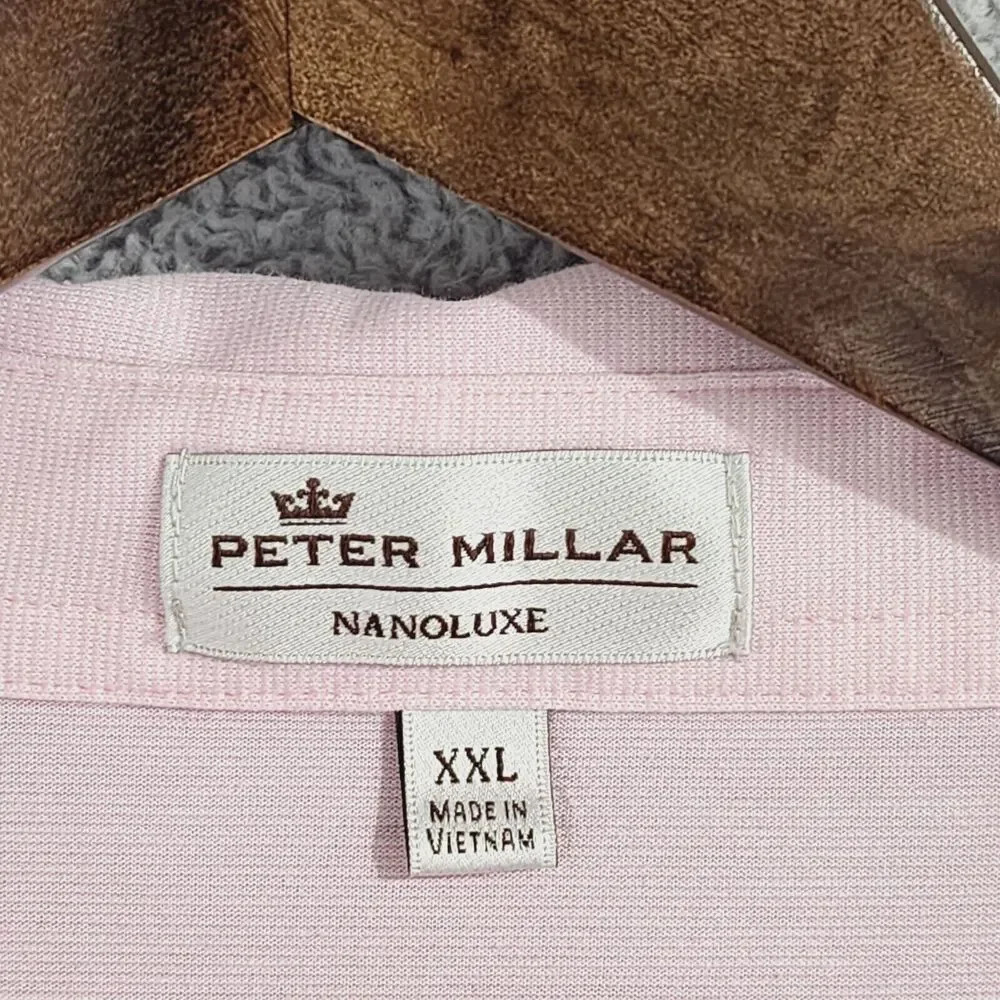 PETER MILLAR
NANOLUXE
XXL
MADE IN
VIETNAM